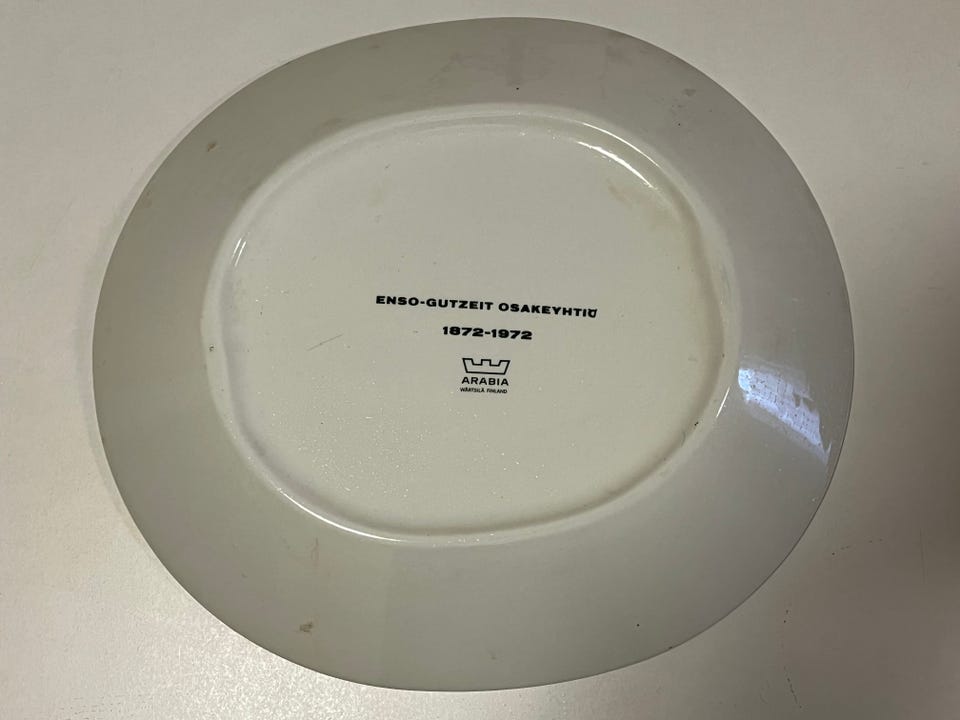 ENSO-GUTZEIT OSAKEYHTIÖ
1872-1972
ARABIA
WÄRTSILÄ FINLAND